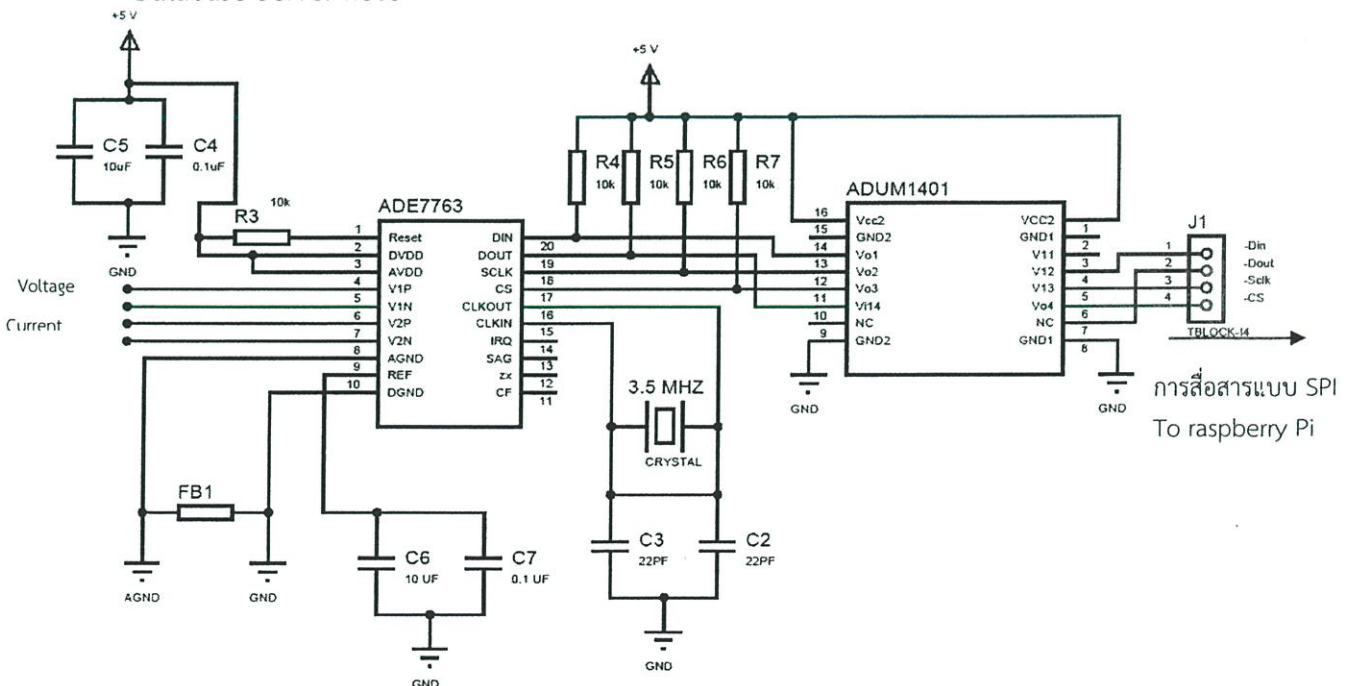 +5 V
C5
10uF
C4
0.1uF
GND
R3
10k
Voltage
Current
ADE7763
1 Reset
2 DVDD
3 AVDD
4 V1P
5 V1N
6 V2P
7 V2N
8 AGND
9 REF
10 DGND
DIN 20
DOUT 19
SCLK 18
CS 17
CLKOUT 16
CLKIN 15
IRQ 14
SAG 13
zx 12
CF 11
+5 V
R4
10k
R5
10k
R6
10k
R7
10k
ADUM1401
16 Vcc2
15 GND2
14 Vo1
13 Vo2
12 Vo3
11 Vi14
10 NC
9 GND2
VCC2 1
GND1 2
V11 3
V12 4
V13 5
Vo4 6
NC 7
GND1 8
GND
GND
J1
1 -Din
2 -Dout
3 -Sclk
4 -CS
TBLOCK-I4
การสื่อสารแบบ SPI
To raspberry Pi
3.5 MHZ
CRYSTAL
FB1
AGND
GND
C6
10 UF
C7
0.1 UF
GND
C3
22PF
C2
22PF
GND